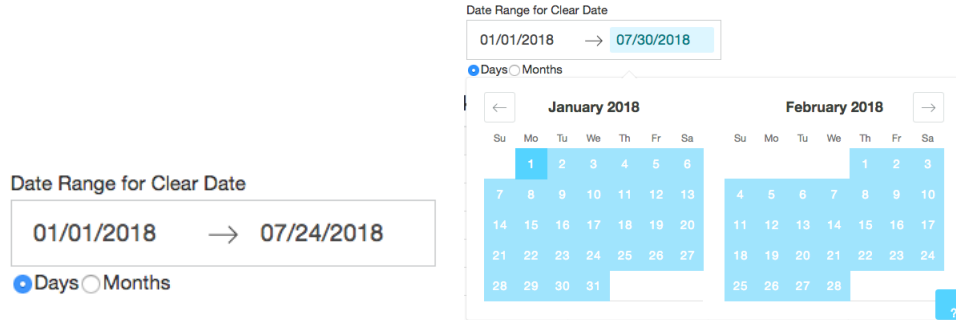 Date Range for Clear Date
01/01/2018 → 07/24/2018
Days Months
Date Range for Clear Date
01/01/2018 → 07/30/2018
Days Months
← January 2018 February 2018 →
Su Mo Tu We Th Fr Sa Su Mo Tu We Th Fr Sa
1 2 3 4 5 6 1 2 3
7 8 9 10 11 12 13 4 5 6 7 8 9 10
14 15 16 17 18 19 20 11 12 13 14 15 16 17
21 22 23 24 25 26 27 18 19 20 21 22 23 24
28 29 30 31 25 26 27 28
?